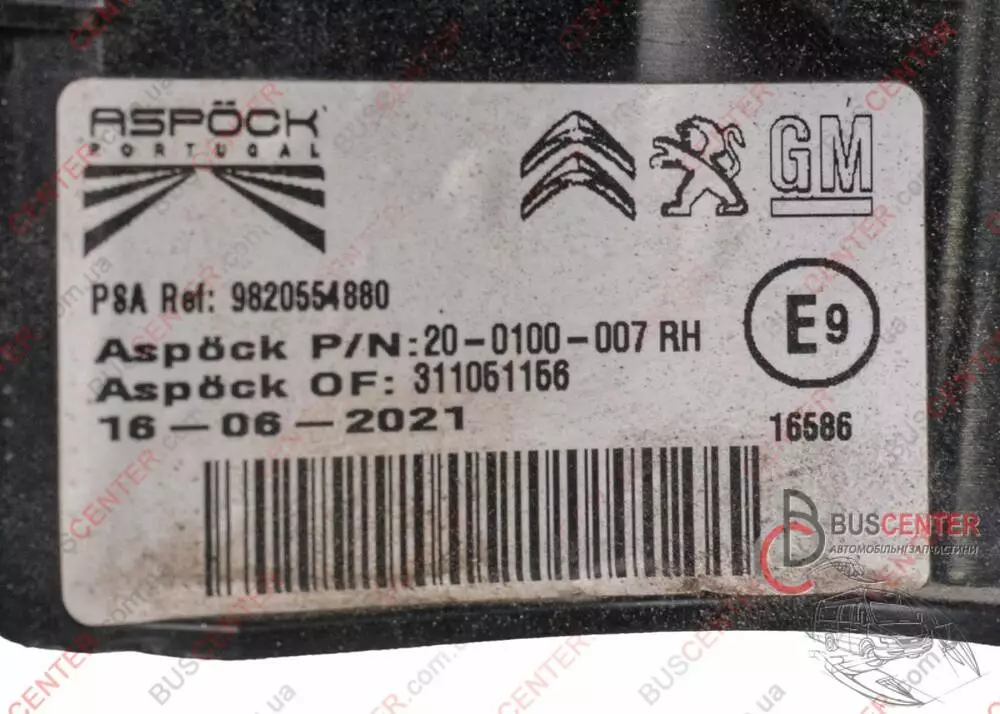 ASPÖCK
PORTUGAL
GM
PSA Ref: 9820554880
Aspöck P/N:20-0100-007 RH
E9
Aspöck OF: 311051156
16-06-2021
16586
BUSCENTER
АВТОМОБІЛЬНІ ЗАПЧАСТИНИ